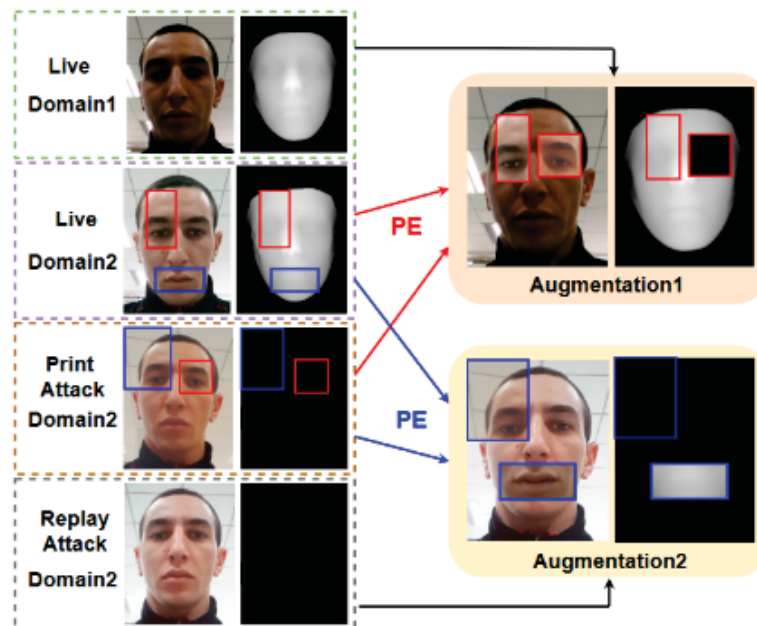 Live
Domain1
Live
Domain2
Print
Attack
Domain2
Replay
Attack
Domain2
PE
PE
Augmentation1
Augmentation2